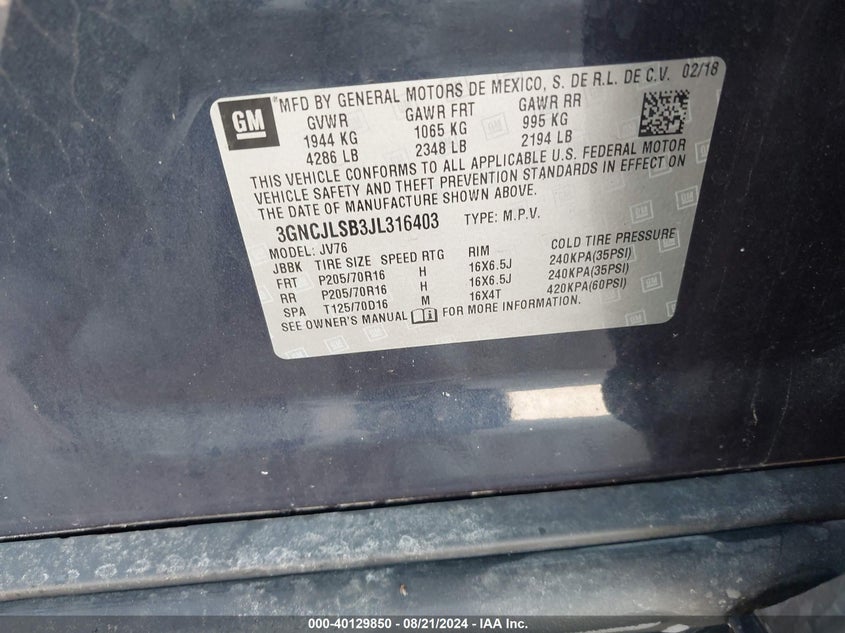 GM
MFD BY GENERAL MOTORS DE MEXICO, S. DE R.L. DE C.V. 02/18
GVWR GAWR FRT GAWR RR
1944 KG 1065 KG 995 KG
4286 LB 2348 LB 2194 LB
THIS VEHICLE CONFORMS TO ALL APPLICABLE U.S. FEDERAL MOTOR
VEHICLE SAFETY AND THEFT PREVENTION STANDARDS IN EFFECT ON
THE DATE OF MANUFACTURE SHOWN ABOVE.
3GNCJLSB3JL316403 TYPE: M.P.V.
MODEL: JV76
JBBK TIRE SIZE SPEED RTG RIM COLD TIRE PRESSURE
FRT P205/70R16 H 16X6.5J 240KPA(35PSI)
RR P205/70R16 H 16X6.5J 240KPA(35PSI)
SPA T125/70D16 M 16X4T 420KPA(60PSI)
SEE OWNER'S MANUAL FOR MORE INFORMATION.
000-40129850 - 08/21/2024 - IAA Inc.